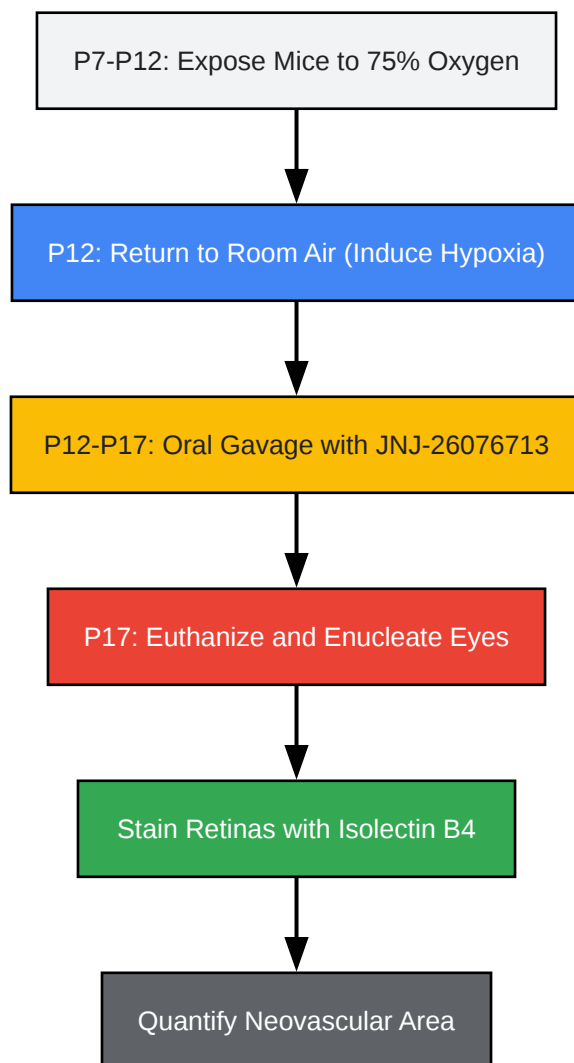 P7-P12: Expose Mice to 75% Oxygen
P12: Return to Room Air (Induce Hypoxia)
P12-P17: Oral Gavage with JNJ-26076713
P17: Euthanize and Enucleate Eyes
Stain Retinas with Isolectin B4
Quantify Neovascular Area